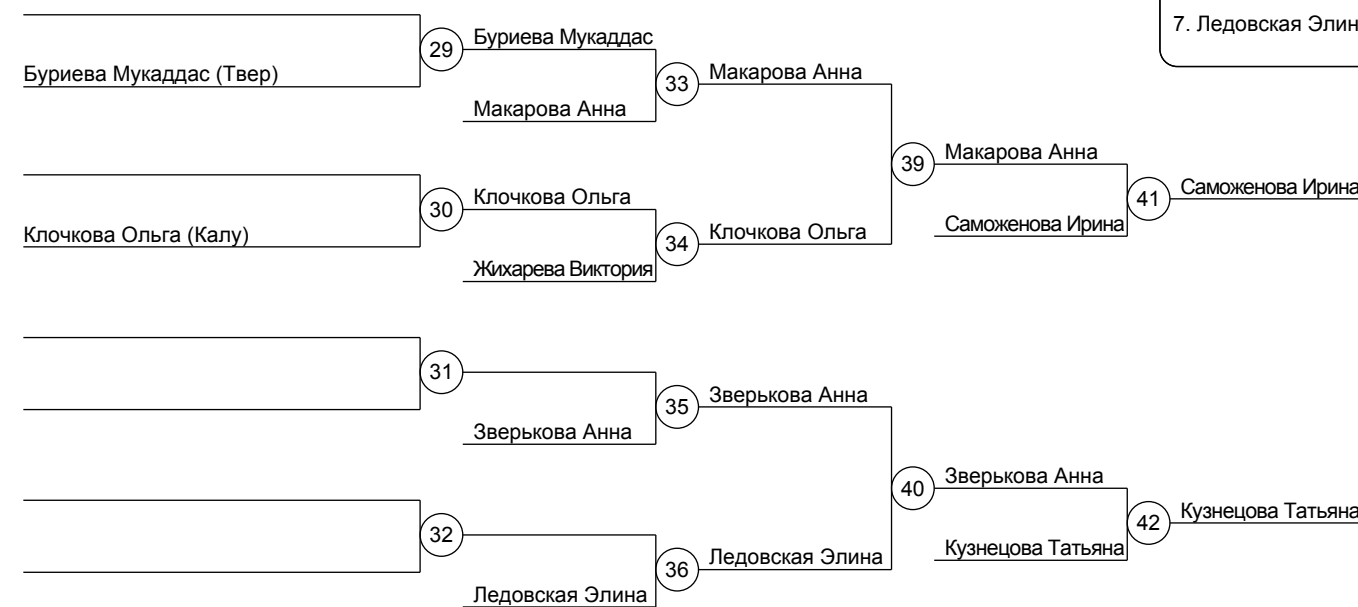 7. Ледовская Элин
29
Буриева Мукаддас
Буриева Мукаддас (Твер)
33
Макарова Анна
Макарова Анна
39
Макарова Анна
30
Клочкова Ольга
Клочкова Ольга (Калу)
34
Клочкова Ольга
Жихарева Виктория
41
Саможенова Ирина
Саможенова Ирина
31
35
Зверькова Анна
Зверькова Анна
40
Зверькова Анна
32
36
Ледовская Элина
Ледовская Элина
42
Кузнецова Татьяна
Кузнецова Татьяна